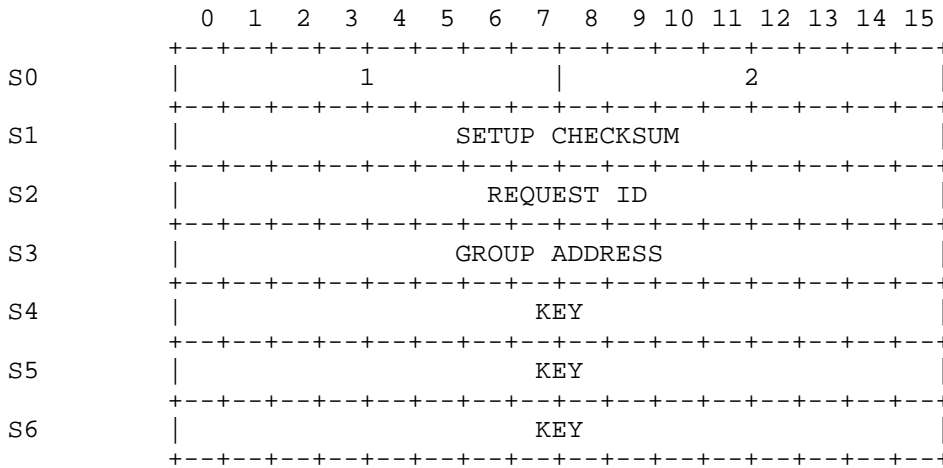 0 1 2 3 4 5 6 7 8 9 10 11 12 13 14 15
+--+--+--+--+--+--+--+--+--+--+--+--+--+--+--+--+
S0 | 1 | 2 |
+--+--+--+--+--+--+--+--+--+--+--+--+--+--+--+--+
S1 | SETUP CHECKSUM |
+--+--+--+--+--+--+--+--+--+--+--+--+--+--+--+--+
S2 | REQUEST ID |
+--+--+--+--+--+--+--+--+--+--+--+--+--+--+--+--+
S3 | GROUP ADDRESS |
+--+--+--+--+--+--+--+--+--+--+--+--+--+--+--+--+
S4 | KEY |
+--+--+--+--+--+--+--+--+--+--+--+--+--+--+--+--+
S5 | KEY |
+--+--+--+--+--+--+--+--+--+--+--+--+--+--+--+--+
S6 | KEY |
+--+--+--+--+--+--+--+--+--+--+--+--+--+--+--+--+